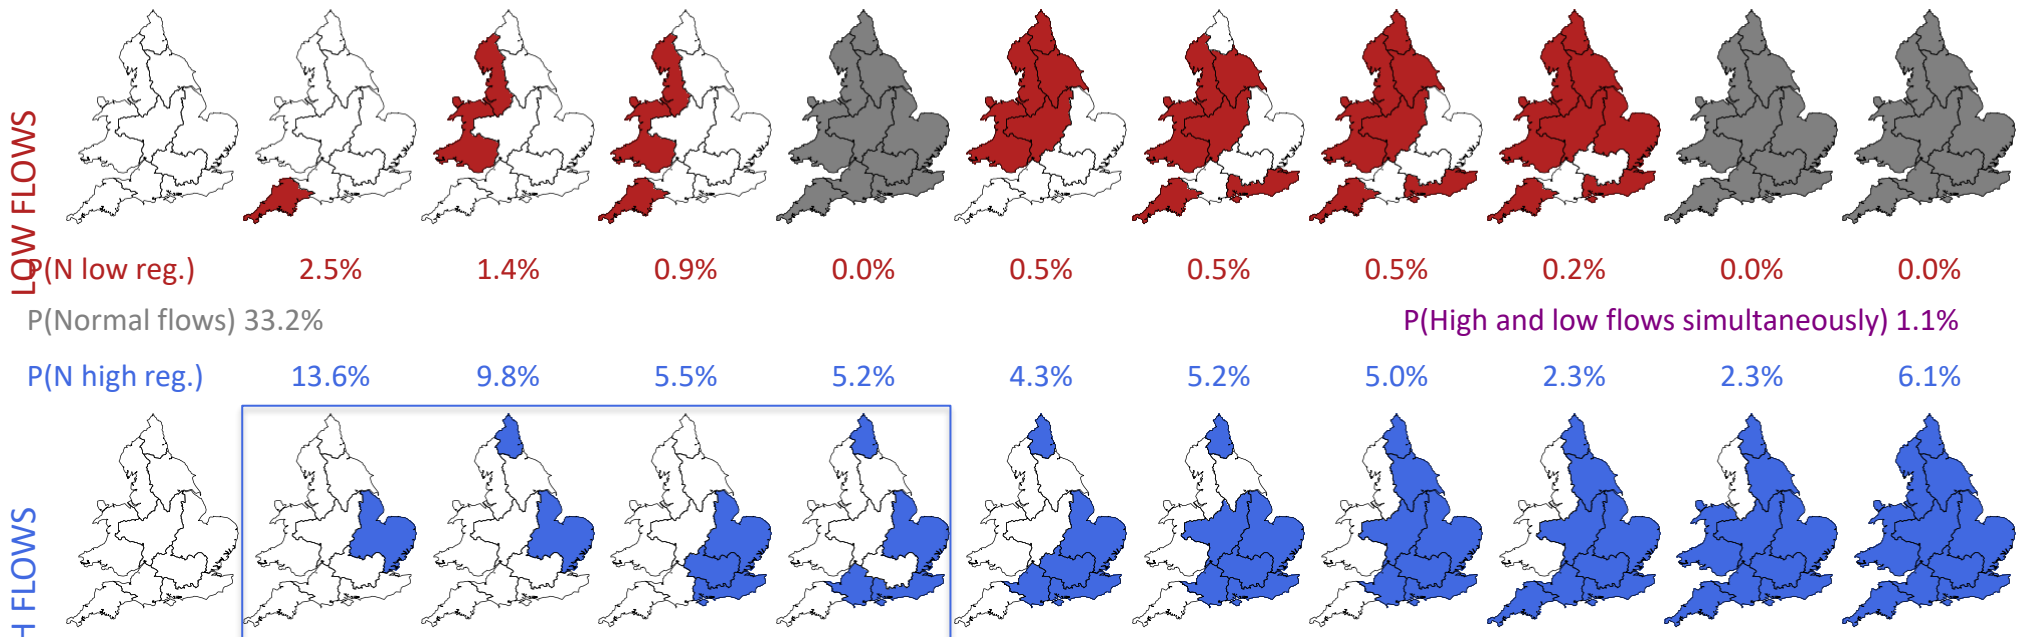 LOW FLOWS
P(N low reg.) 2.5% 1.4% 0.9% 0.0% 0.5% 0.5% 0.5% 0.2% 0.0% 0.0%
P(Normal flows) 33.2% P(High and low flows simultaneously) 1.1%
P(N high reg.) 13.6% 9.8% 5.5% 5.2% 4.3% 5.2% 5.0% 2.3% 2.3% 6.1%
H FLOWS